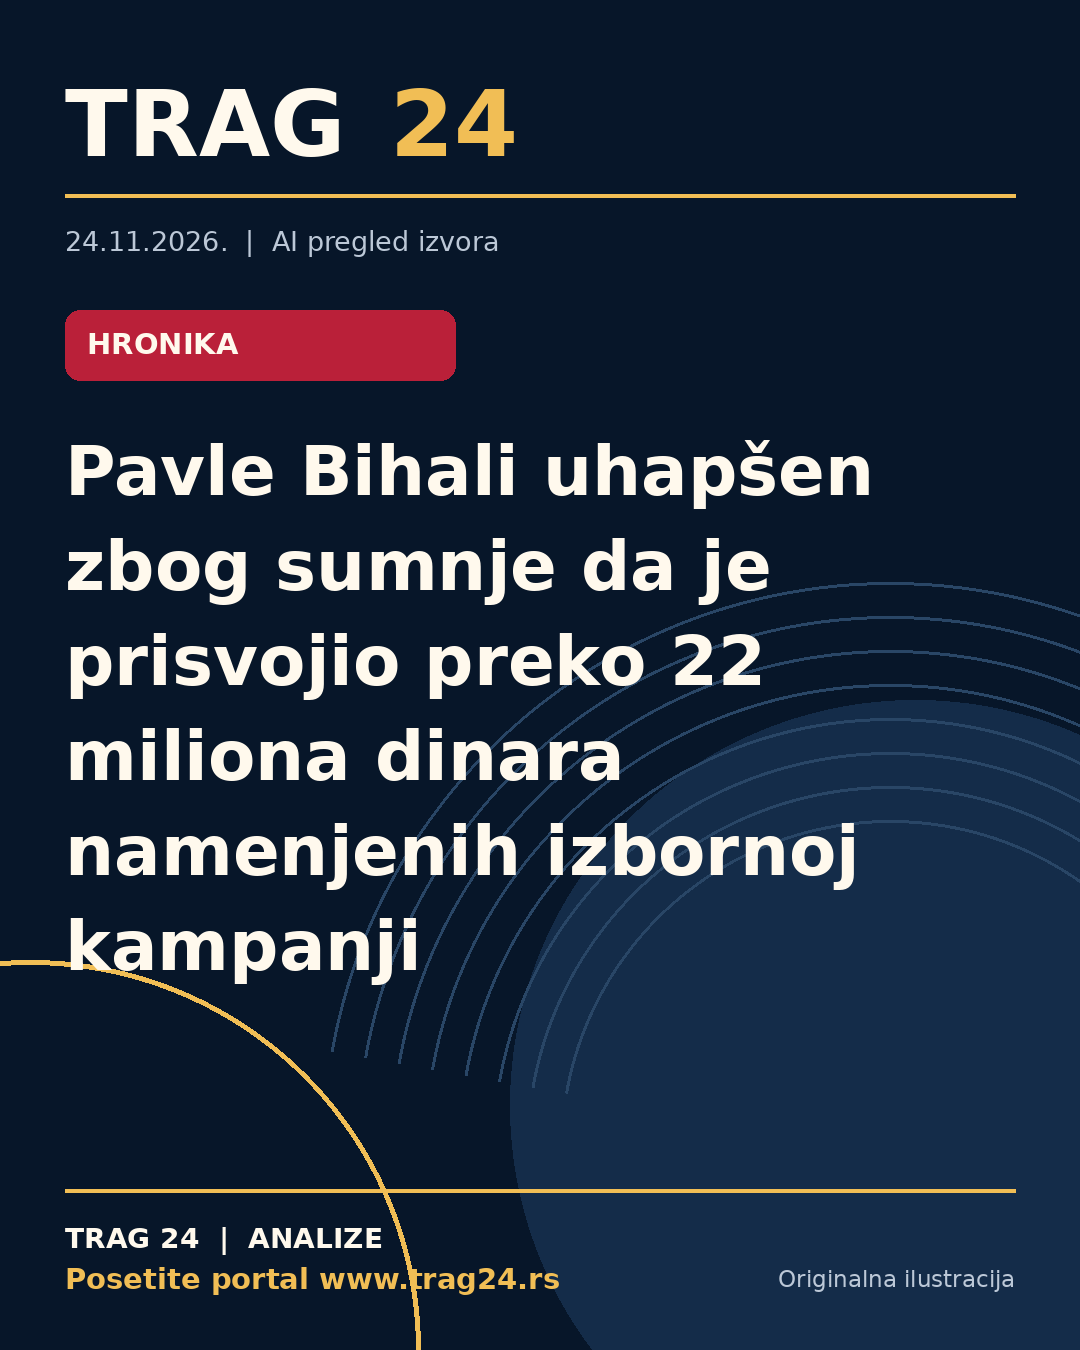 TRAG 24
24.11.2026. | AI pregled izvora
HRONIKA
Pavle Bihali uhapšen
zbog sumnje da je
prisvojio preko 22
miliona dinara
namenjenih izbornoj
kampanji
TRAG 24 | ANALIZE
Posetite portal www.trag24.rs
Originalna ilustracija